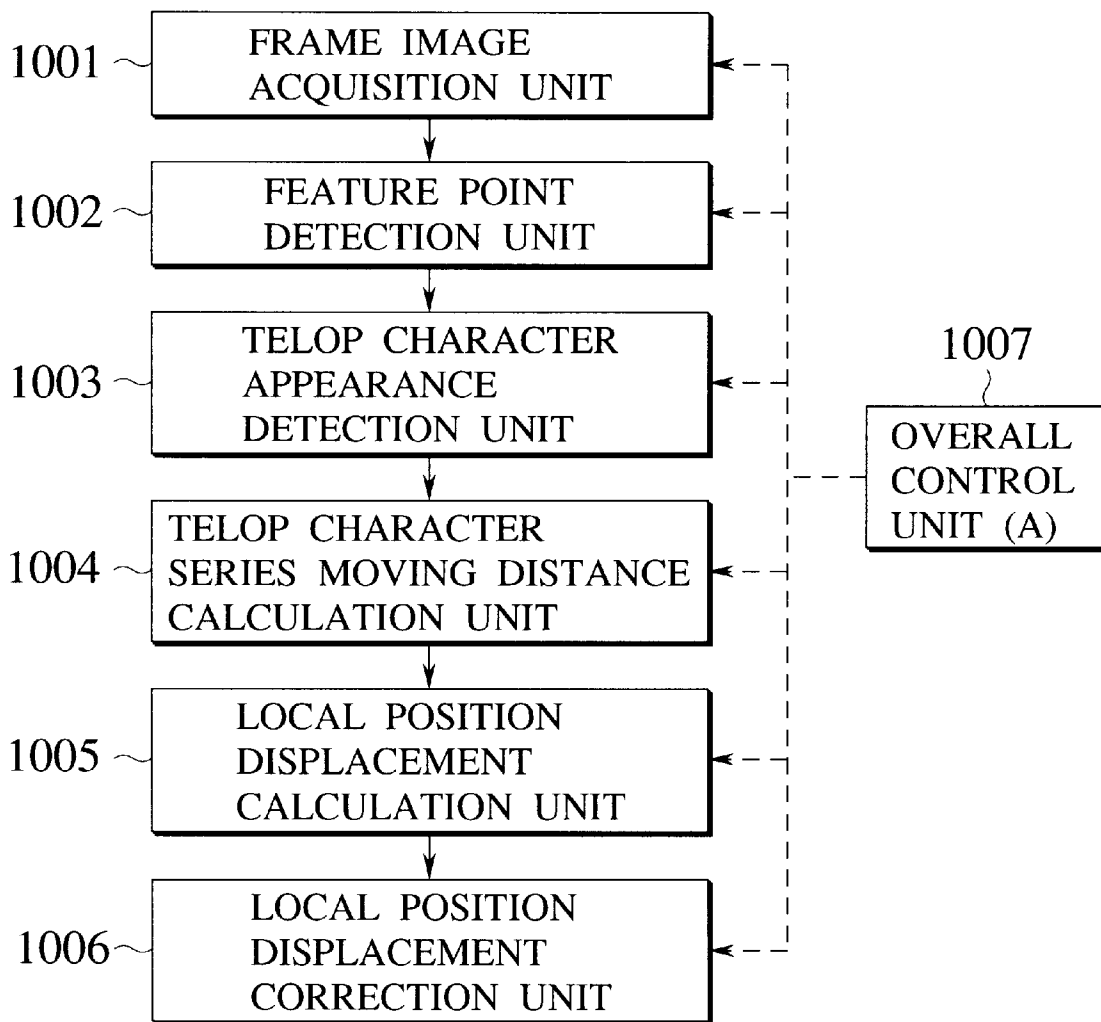 1001
FRAME IMAGE
ACQUISITION UNIT
1002
FEATURE POINT
DETECTION UNIT
1003
TELOP CHARACTER
APPEARANCE
DETECTION UNIT
1004
TELOP CHARACTER
SERIES MOVING DISTANCE
CALCULATION UNIT
1005
LOCAL POSITION
DISPLACEMENT
CALCULATION UNIT
1006
LOCAL POSITION
DISPLACEMENT
CORRECTION UNIT
1007
OVERALL
CONTROL
UNIT (A)